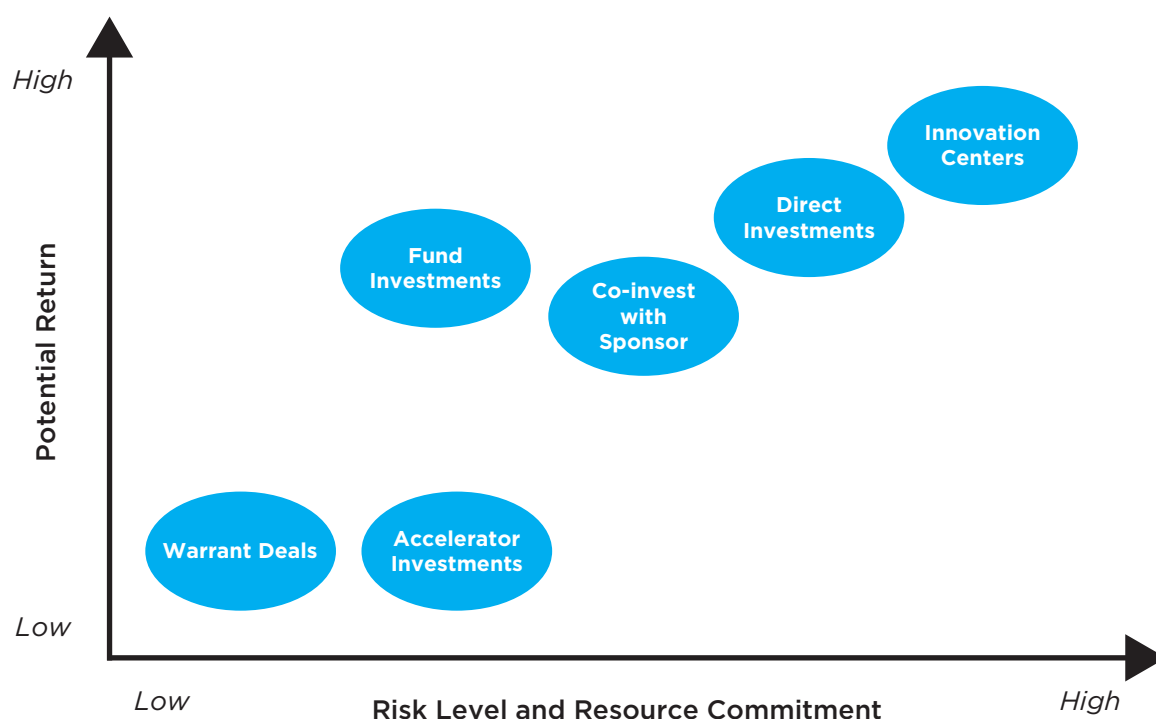 High
Innovation
Centers
Direct
Investments
Fund
Investments
Co-invest
with
Sponsor
Potential Return
Warrant Deals
Accelerator
Investments
Low
Low
Risk Level and Resource Commitment
High